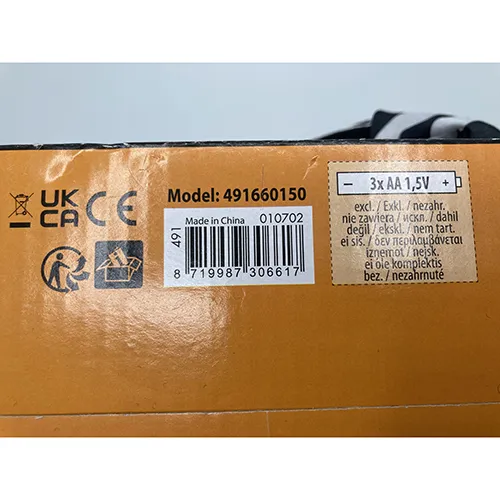 UK
CA
CE
Model: 491660150
Made in China 010702
491
8 719987 306617
− 3x AA 1,5V +
excl. / Exkl. / nezahr.
nie zawiera / искл. / dahil
değil / ekskl. / nem tart.
ei sis. / δεν περιλαμβάνεται
iznemot / neįsk.
ei ole komplektis
bez. / nezahrnuté